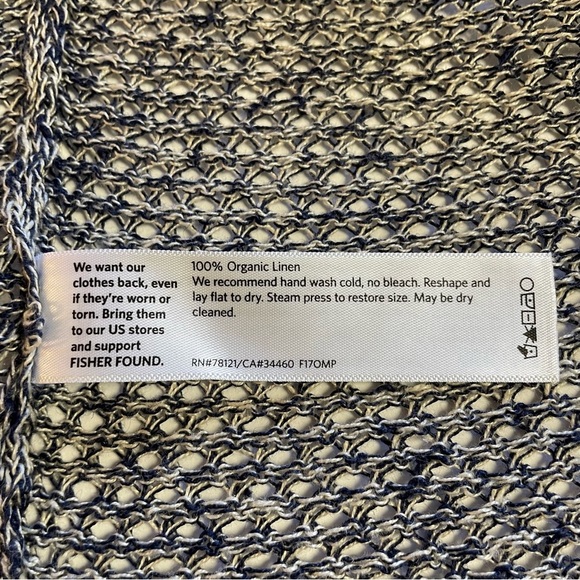 We want our
clothes back, even
if they're worn or
torn. Bring them
to our US stores
and support
FISHER FOUND.
100% Organic Linen
We recommend hand wash cold, no bleach. Reshape and
lay flat to dry. Steam press to restore size. May be dry
cleaned.
RN#78121/CA#34460 F17OMP